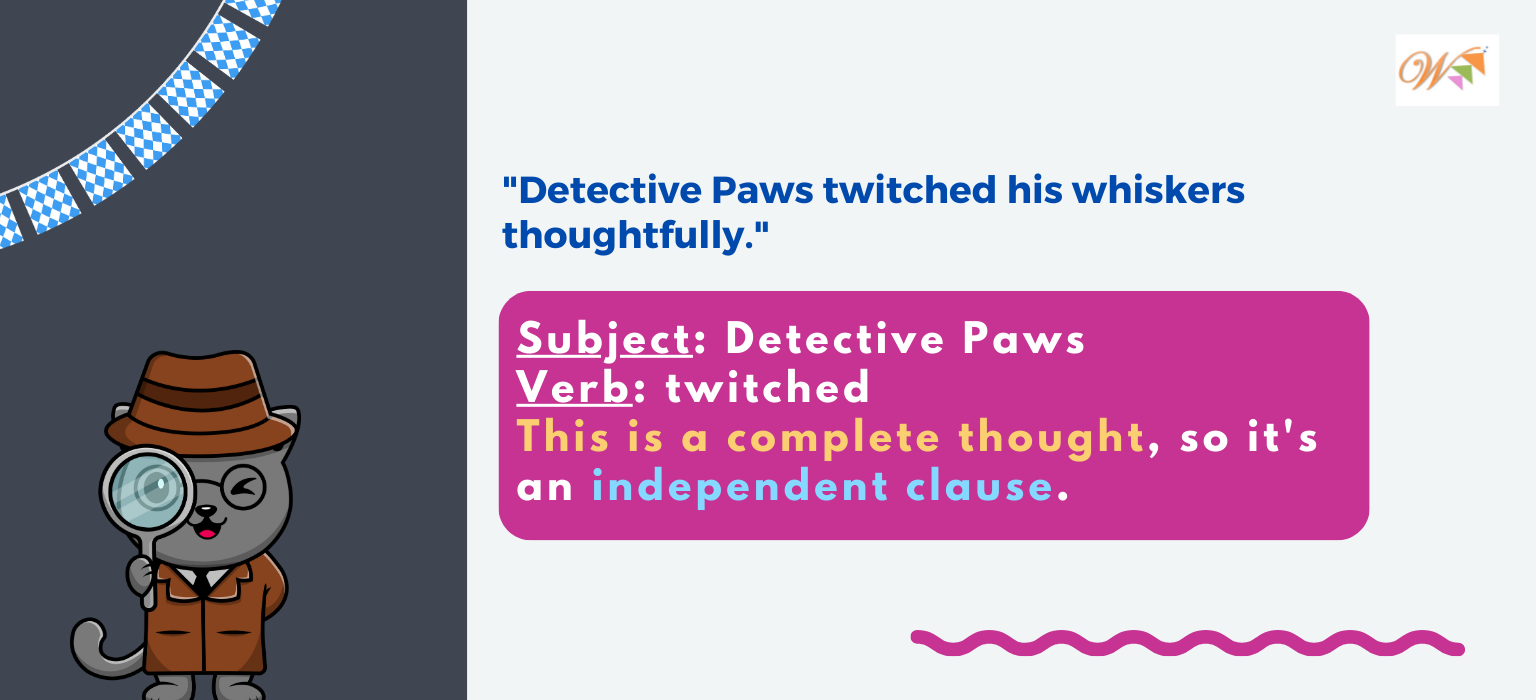 W
"Detective Paws twitched his whiskers
thoughtfully."
Subject: Detective Paws
Verb: twitched
This is a complete thought, so it's
an independent clause.